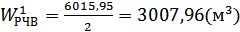 W¹РЧВ = 6015,95/2 = 3007,96(м³)